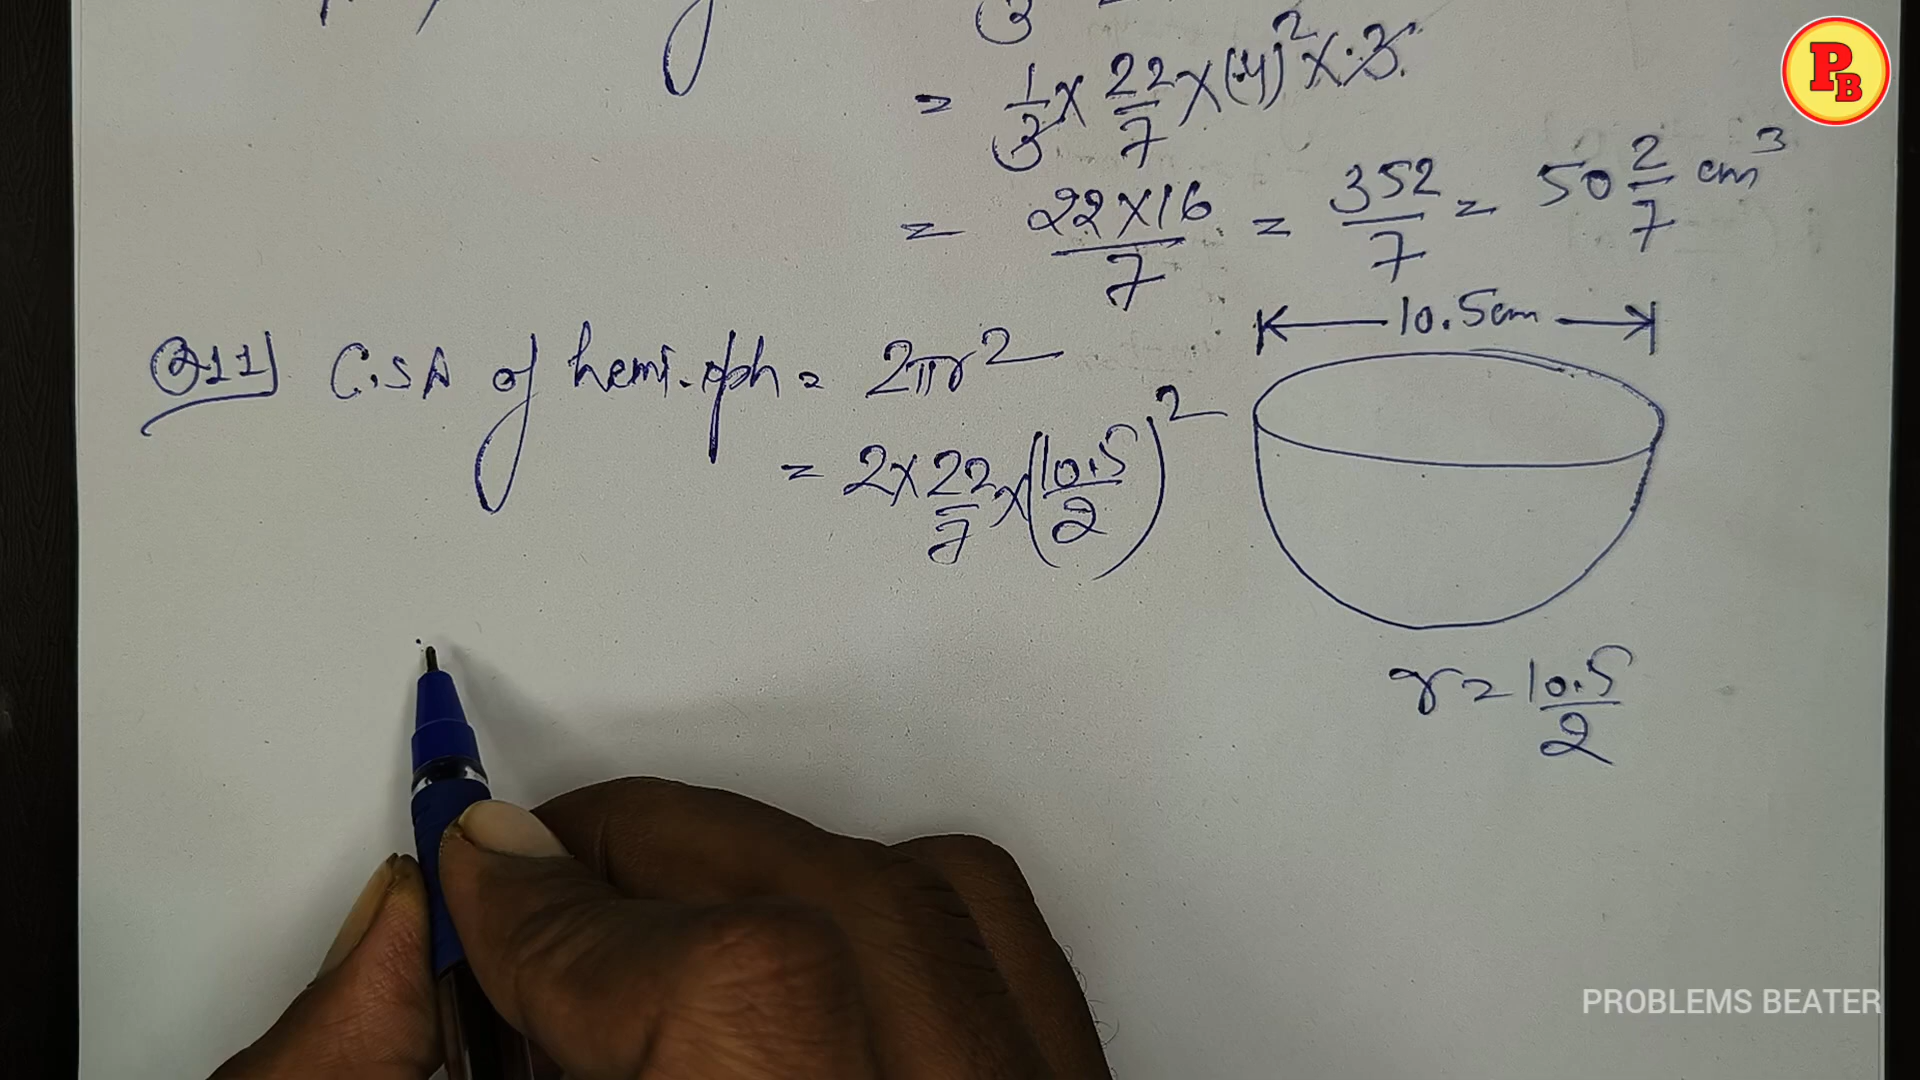 3
= 1/3 × 22/7 × (4)² × 3
= 22×16/7 = 352/7 = 50 2/7 cm³
10.5cm
Q11] C.S.A of hemi.sph = 2πr²
= 2×22/7×(10.5/2)²
r=10.5/2
PB
PROBLEMS BEATER